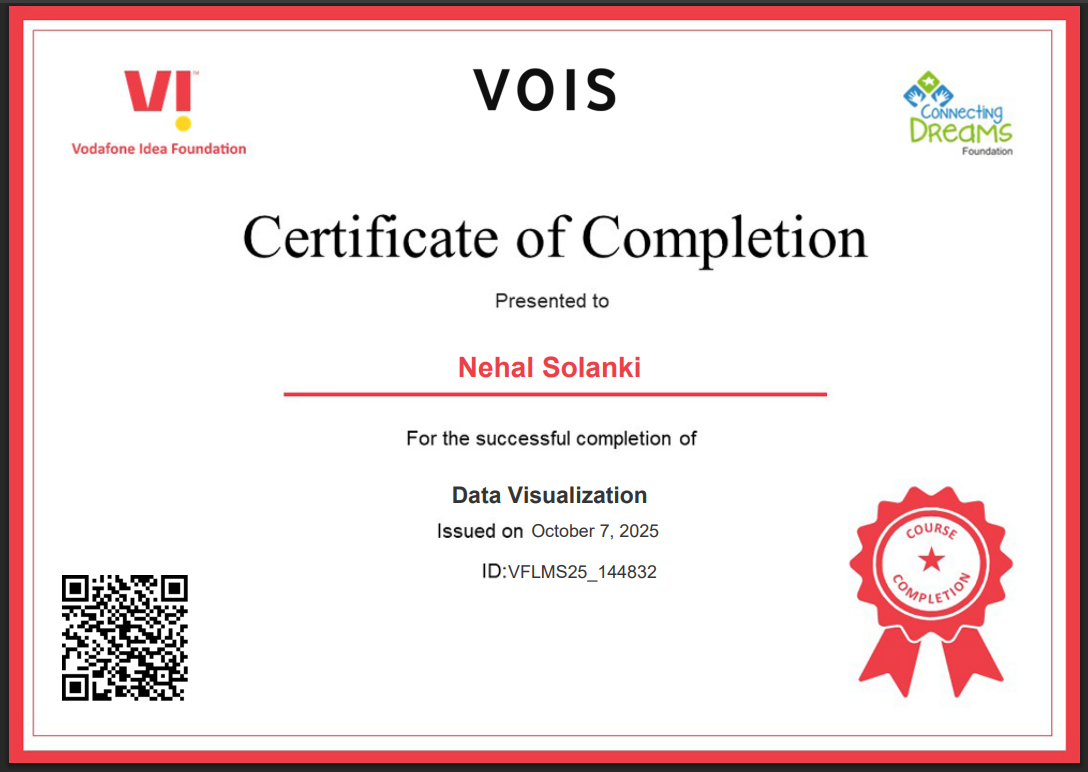 VI™
Vodafone Idea Foundation
VOIS
Connecting
DReaMS
Foundation
Certificate of Completion
Presented to
Nehal Solanki
For the successful completion of
Data Visualization
Issued on October 7, 2025
ID:VFLMS25_144832
COURSE
COMPLETION